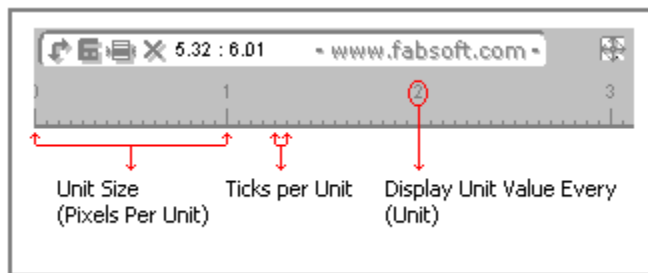 5.32 : 6.01 - www.fabsoft.com -
0 1 2 3
Unit Size Ticks per Unit Display Unit Value Every
(Pixels Per Unit) (Unit)